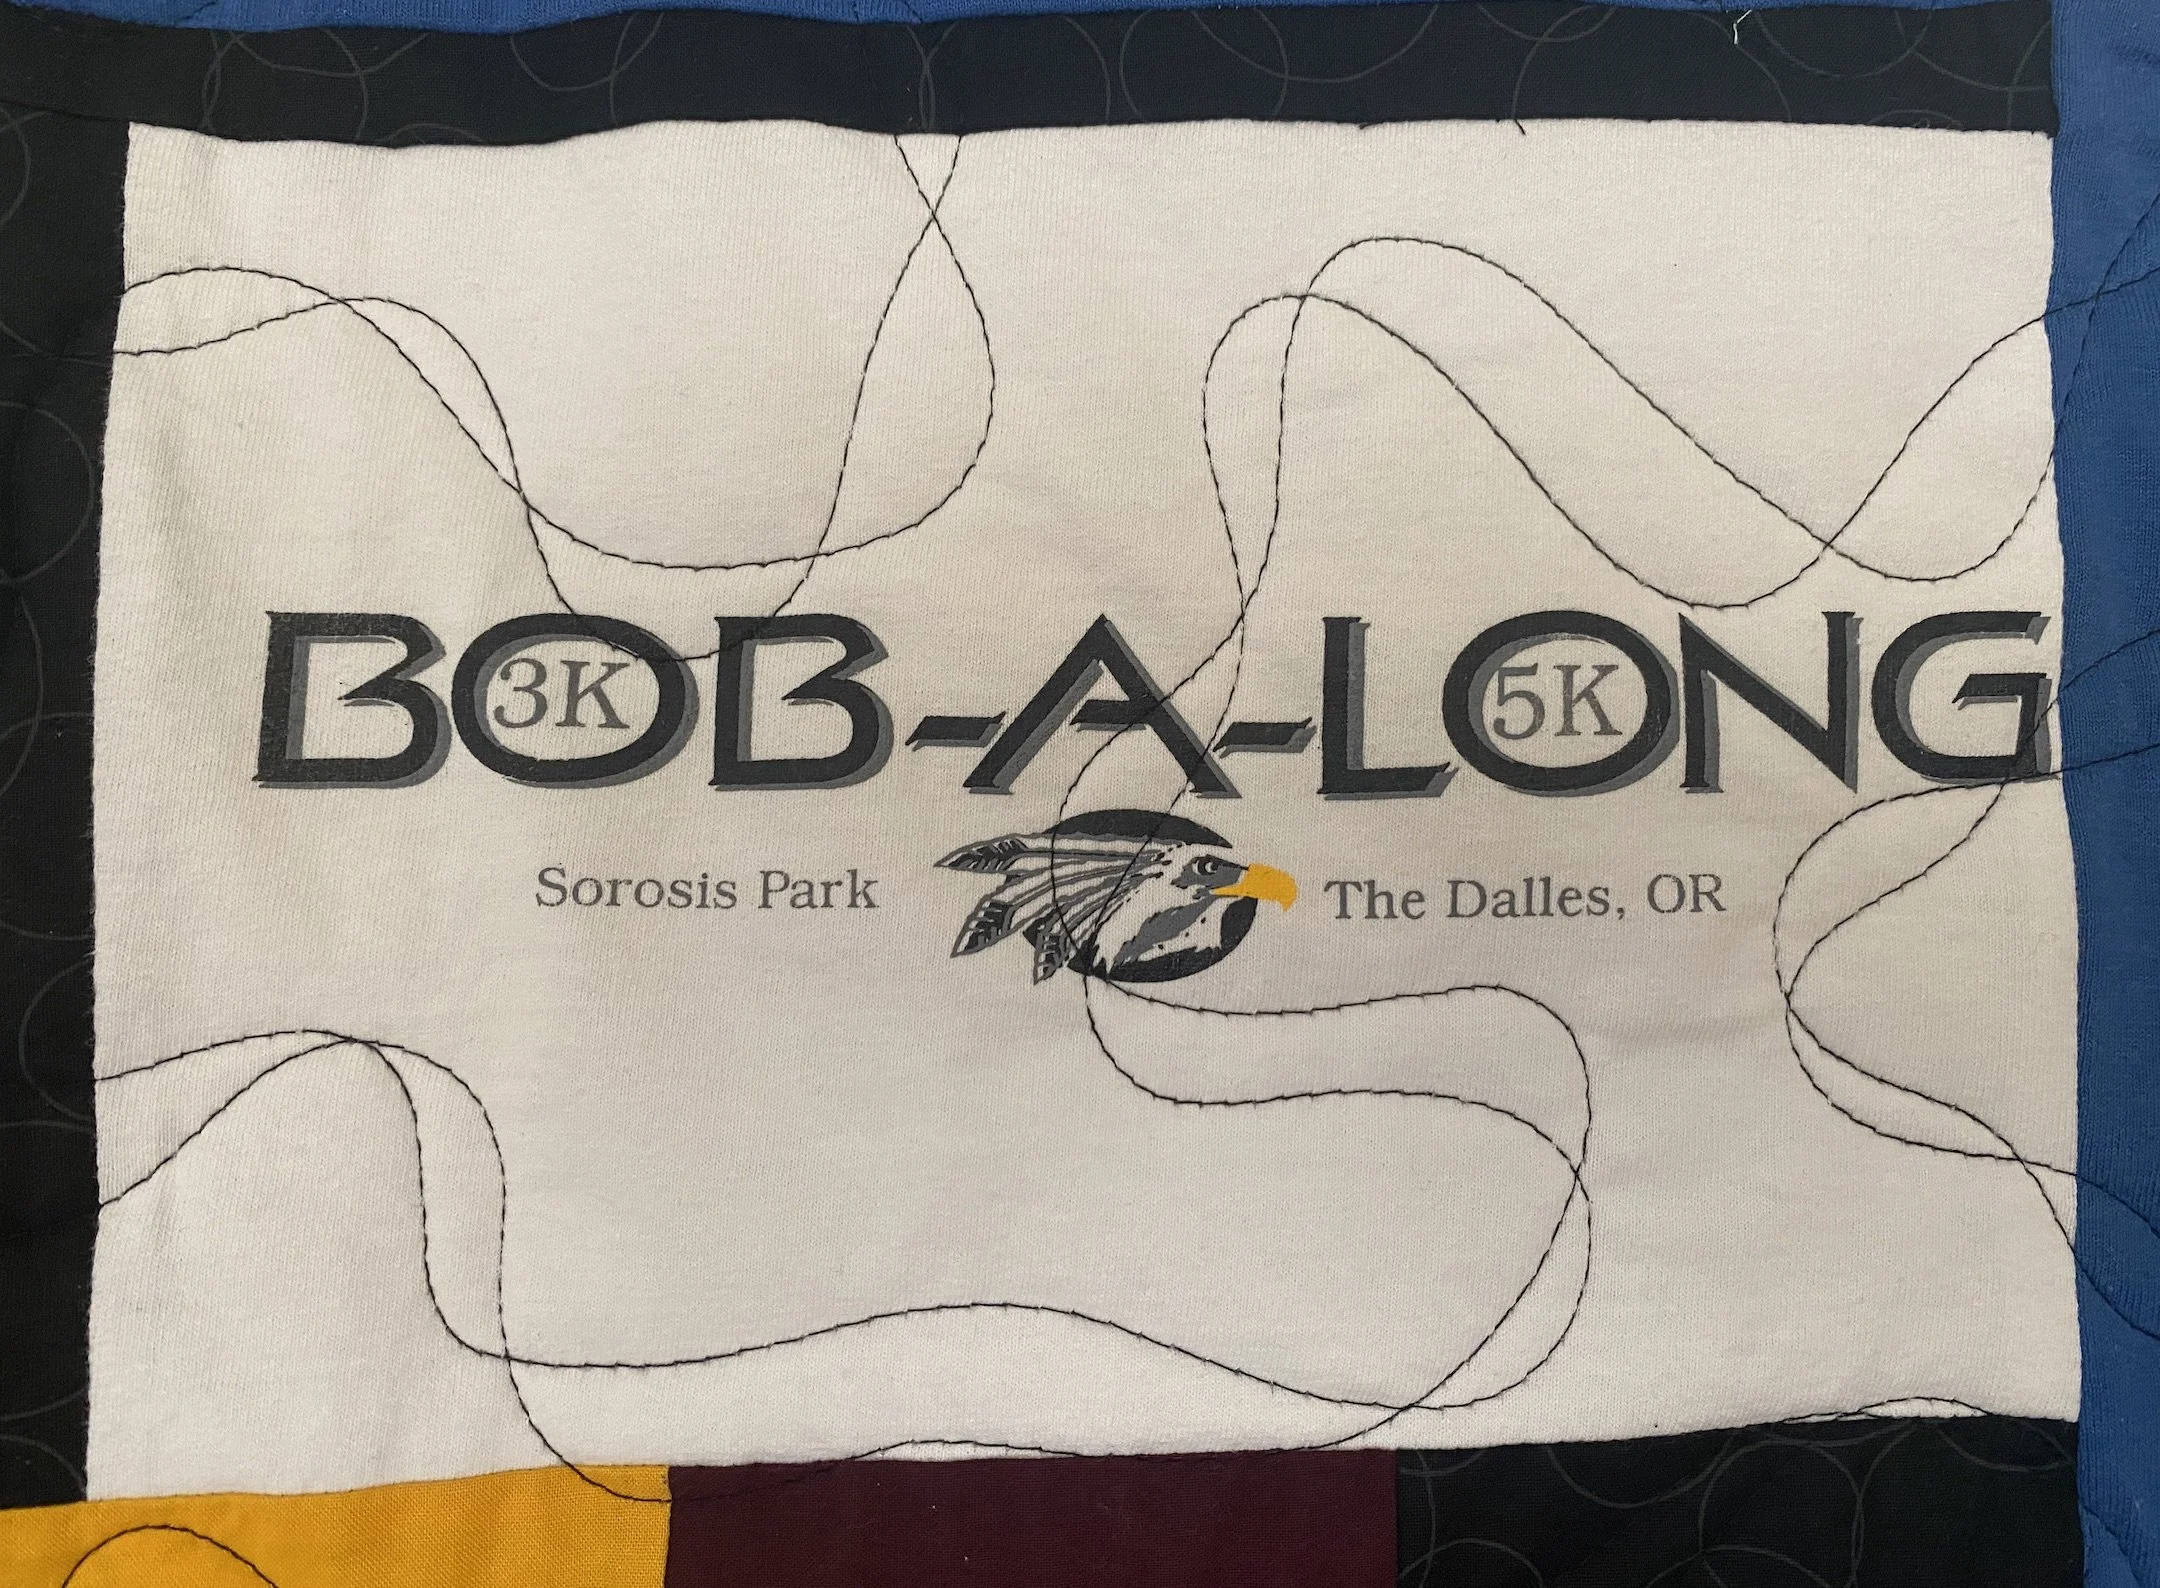 BOB-A-LONG
3K 5K
Sorosis Park The Dalles, OR